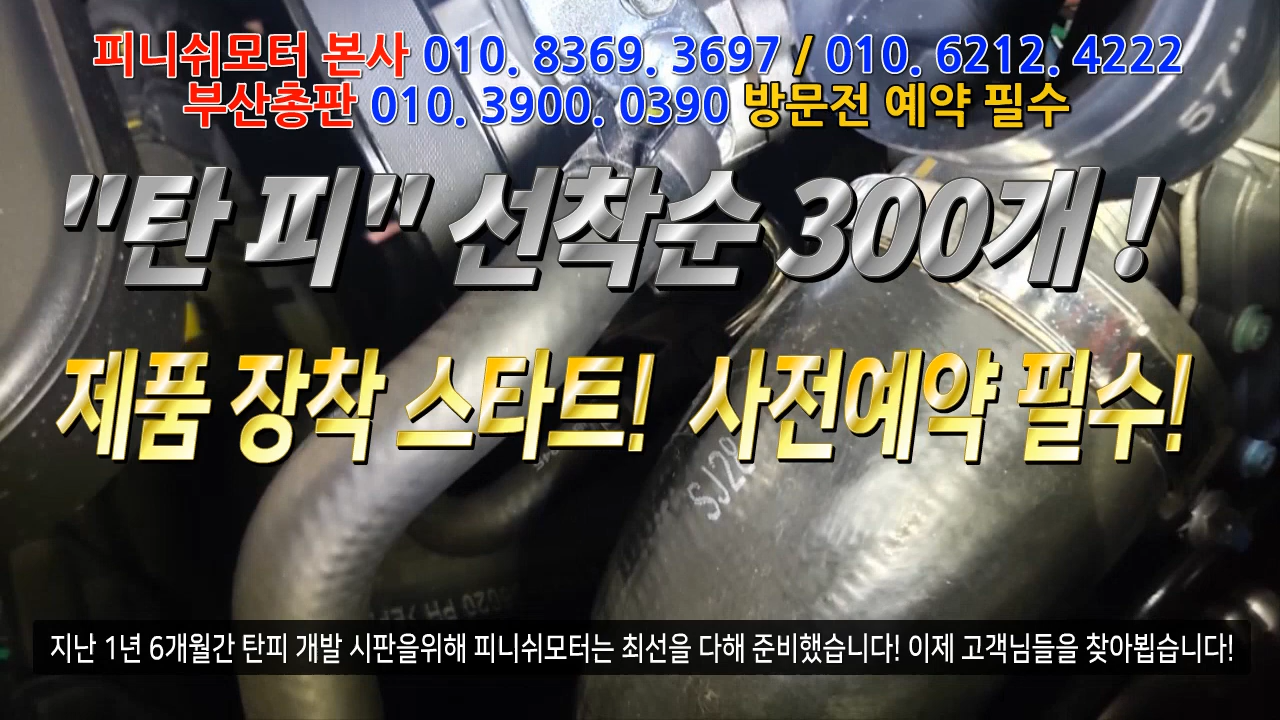 피니쉬모터 본사 010. 8369. 3697 / 010. 6212. 4222
부산총판 010. 3900. 0390 방문전 예약 필수
57"
"탄 피" 선착순 300개 !
제품 장착 스타트! 사전예약 필수!
SJ28
지난 1년 6개월간 탄피 개발 시판을위해 피니쉬모터는 최선을 다해 준비했습니다! 이제 고객님들을 찾아뵙습니다!